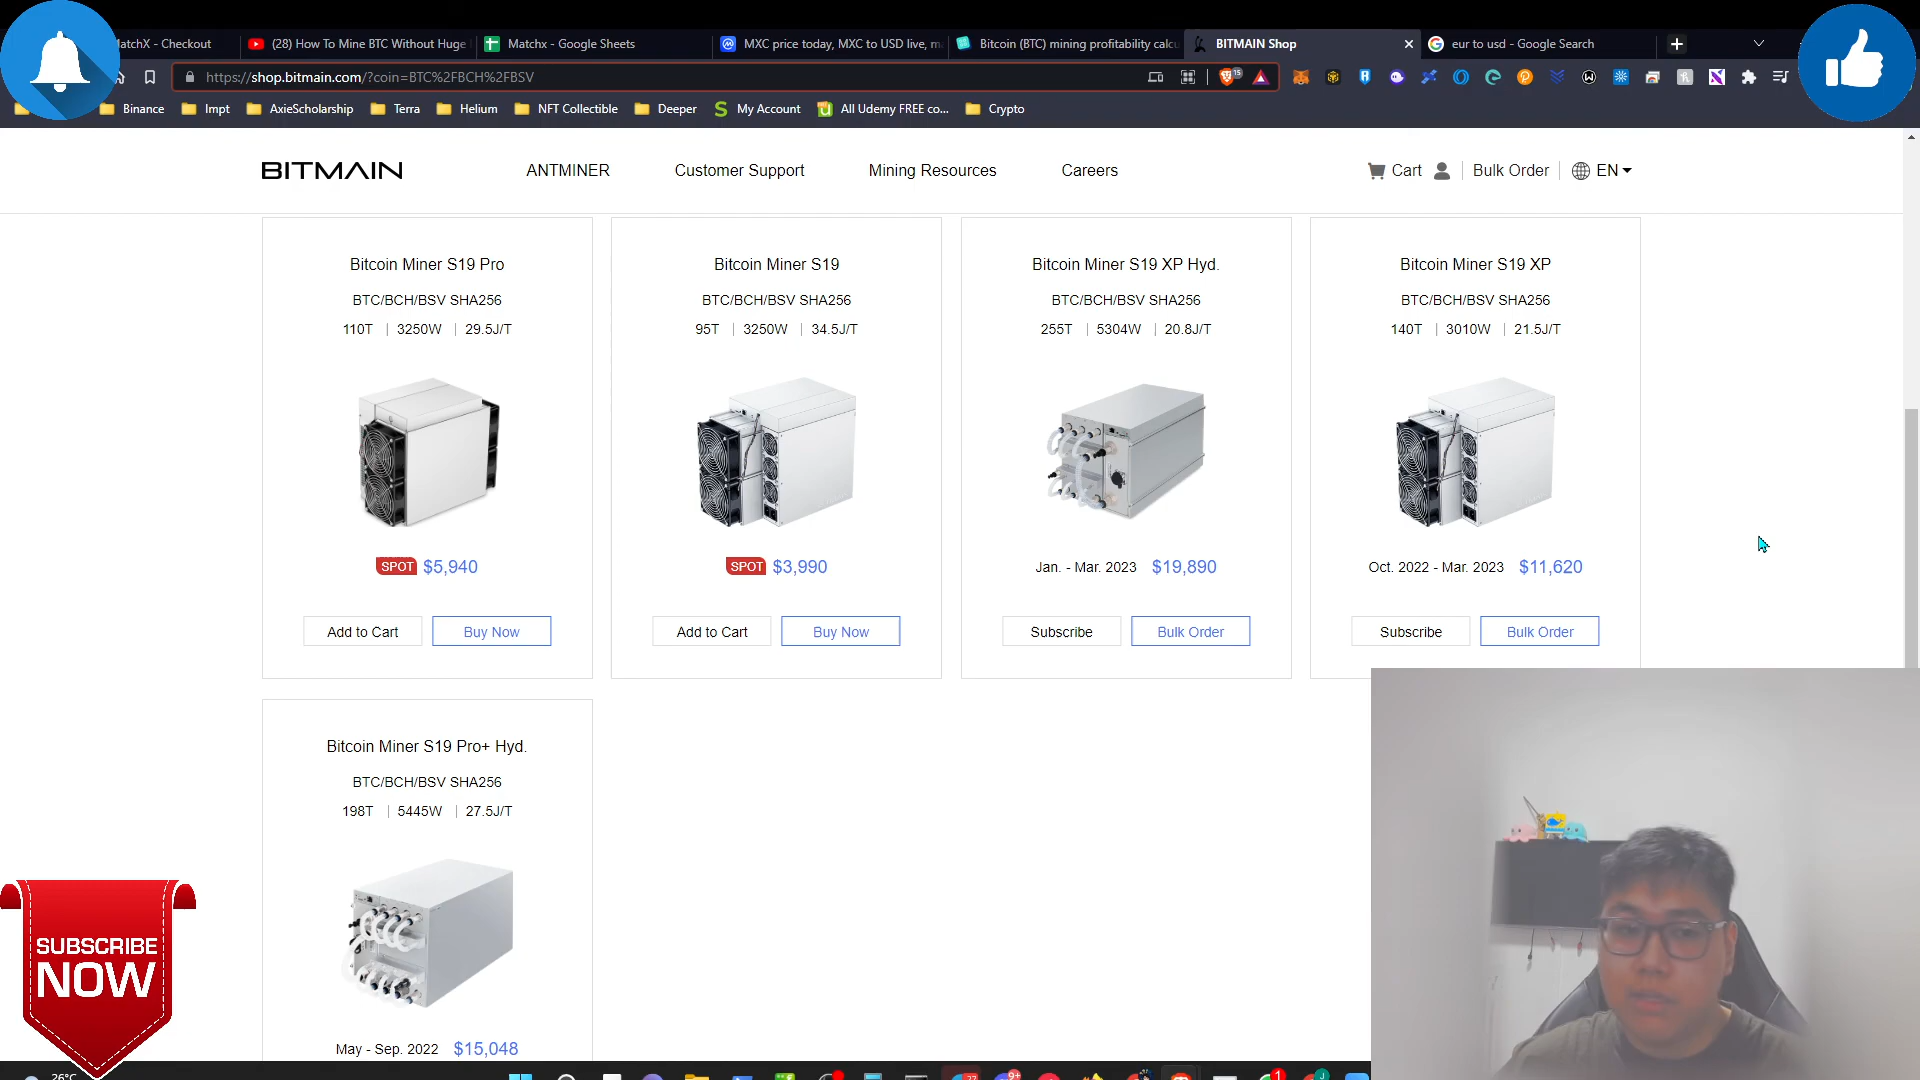 MatchX - Checkout
(28) How To Mine BTC Without Huge
Matchx - Google Sheets
MXC price today, MXC to USD live, m
Bitcoin (BTC) mining profitability calcu
BITMAIN Shop
eur to usd - Google Search
https://shop.bitmain.com/?coin=BTC%2FBCH%2FBSV
15
Binance
Impt
AxieScholarship
Terra
Helium
NFT Collectible
Deeper
My Account
All Udemy FREE co...
Crypto
BITMAIN
ANTMINER
Customer Support
Mining Resources
Careers
Cart
Bulk Order
EN
Bitcoin Miner S19 Pro
BTC/BCH/BSV SHA256
110T | 3250W | 29.5J/T
SPOT $5,940
Add to Cart
Buy Now
Bitcoin Miner S19
BTC/BCH/BSV SHA256
95T | 3250W | 34.5J/T
SPOT $3,990
Add to Cart
Buy Now
Bitcoin Miner S19 XP Hyd.
BTC/BCH/BSV SHA256
255T | 5304W | 20.8J/T
Jan. - Mar. 2023 $19,890
Subscribe
Bulk Order
Bitcoin Miner S19 XP
BTC/BCH/BSV SHA256
140T | 3010W | 21.5J/T
Oct. 2022 - Mar. 2023 $11,620
Subscribe
Bulk Order
Bitcoin Miner S19 Pro+ Hyd.
BTC/BCH/BSV SHA256
198T | 5445W | 27.5J/T
May - Sep. 2022 $15,048
SUBSCRIBE
NOW
26°C